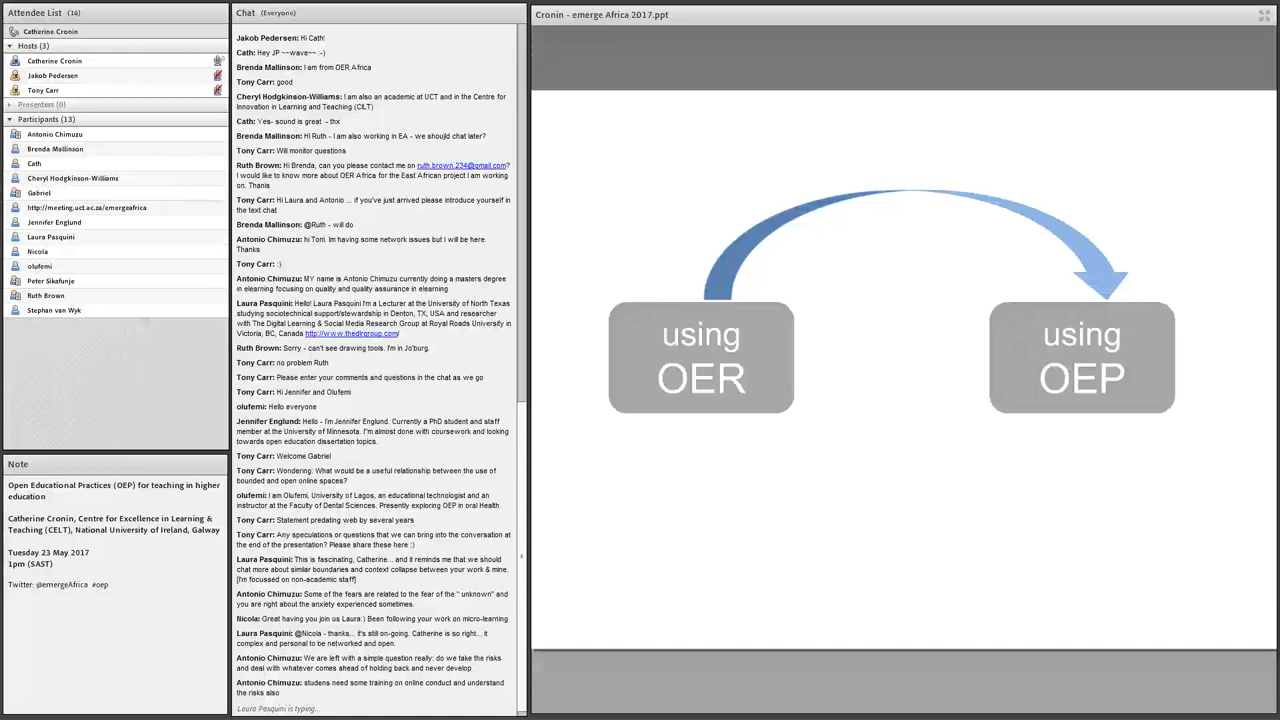 Attendee List (16)
Catherine Cronin
Hosts (3)
Catherine Cronin
Jakob Pedersen
Tony Carr
Presenters (0)
Participants (13)
Antonio Chimuzu
Brenda Mallinson
Cath
Cheryl Hodgkinson-Williams
Gabriel
http://meeting.uct.ac.za/emergeafrica
Jennifer Englund
Laura Pasquini
Nicola
olufemi
Peter Sikafunje
Ruth Brown
Stephan van Wyk
Note
Open Educational Practices (OEP) for teaching in higher
education
Catherine Cronin, Centre for Excellence in Learning &
Teaching (CELT), National University of Ireland, Galway
Tuesday 23 May 2017
1pm (SAST)
Twitter: @emergeAfrica #oep
Chat (Everyone)
Jakob Pedersen: Hi Cath!
Cath: Hey JP ~~wave~~ :-)
Brenda Mallinson: I am from OER Africa
Tony Carr: good
Cheryl Hodgkinson-Williams: I am also an academic at UCT and in the Centre for
Innovation in Learning and Teaching (CILT)
Cath: Yes- sound is great - thx
Brenda Mallinson: HI Ruth - I am also working in EA - we shoujld chat later?
Tony Carr: Will monitor questions
Ruth Brown: Hi Brenda, can you please contact me on ruth.brown.234@gmail.com?
I would like to know more about OER Africa for the East African project I am working
on. Thanis
Tony Carr: Hi Laura and Antonio ... if you've just arrived please introduce yourself in
the text chat
Brenda Mallinson: @Ruth - will do
Antonio Chimuzu: hi Toni. Im having some network issues but I will be here.
Thanks
Tony Carr: :)
Antonio Chimuzu: MY name is Antonio Chimuzu currently doing a masters degree
in elearning focusing on quality and quality assurance in elearning
Laura Pasquini: Hello! Laura Pasquini I'm a Lecturer at the University of North Texas
studying sociotechnical support/stewardship in Denton, TX, USA and researcher
with The Digital Learning & Social Media Research Group at Royal Roads University in
Victoria, BC, Canada http://www.thedlrgroup.com/
Ruth Brown: Sorry - can't see drawing tools. I'm in Jo'burg.
Tony Carr: no problem Ruth
Tony Carr: Please enter your comments and questions in the chat as we go
Tony Carr: Hi Jennifer and Olufemi
olufemi: Hello everyone
Jennifer Englund: Hello - I'm Jennifer Englund. Currently a PhD student and staff
member at the University of Minnesota. I"m almost done with coursework and looking
towards open education dissertation topics.
Tony Carr: Welcome Gabriel
Tony Carr: Wondering: What would be a useful relationship between the use of
bounded and open online spaces?
olufemi: I am Olufemi, University of Lagos, an educational technologist and an
instructor at the Faculty of Dental Sciences. Presently exploring OEP in oral Health
Tony Carr: Statement predating web by several years
Tony Carr: Any speculations or questions that we can bring into the conversation at
the end of the presentation? Please share these here :)
Laura Pasquini: This is fascinating, Catherine... and it reminds me that we should
chat more about similar boundaries and context collapse between your work & mine.
[I'm focussed on non-academic staff]
Antonio Chimuzu: Some of the fears are related to the fear of the " unknown" and
you are right about the anxiety experienced sometimes.
Nicola: Great having you join us Laura:) Been following your work on micro-learning
Laura Pasquini: @Nicola - thanks... it's still on-going. Catherine is so right... it
complex and personal to be networked and open.
Antonio Chimuzu: We are left with a simple question really: do we take the risks
and deal with whatever comes ahead of holding back and never develop
Antonio Chimuzu: studens need some training on online conduct and understand
the risks also
Laura Pasquini is typing...
Cronin - emerge Africa 2017.ppt
using
OER
using
OEP